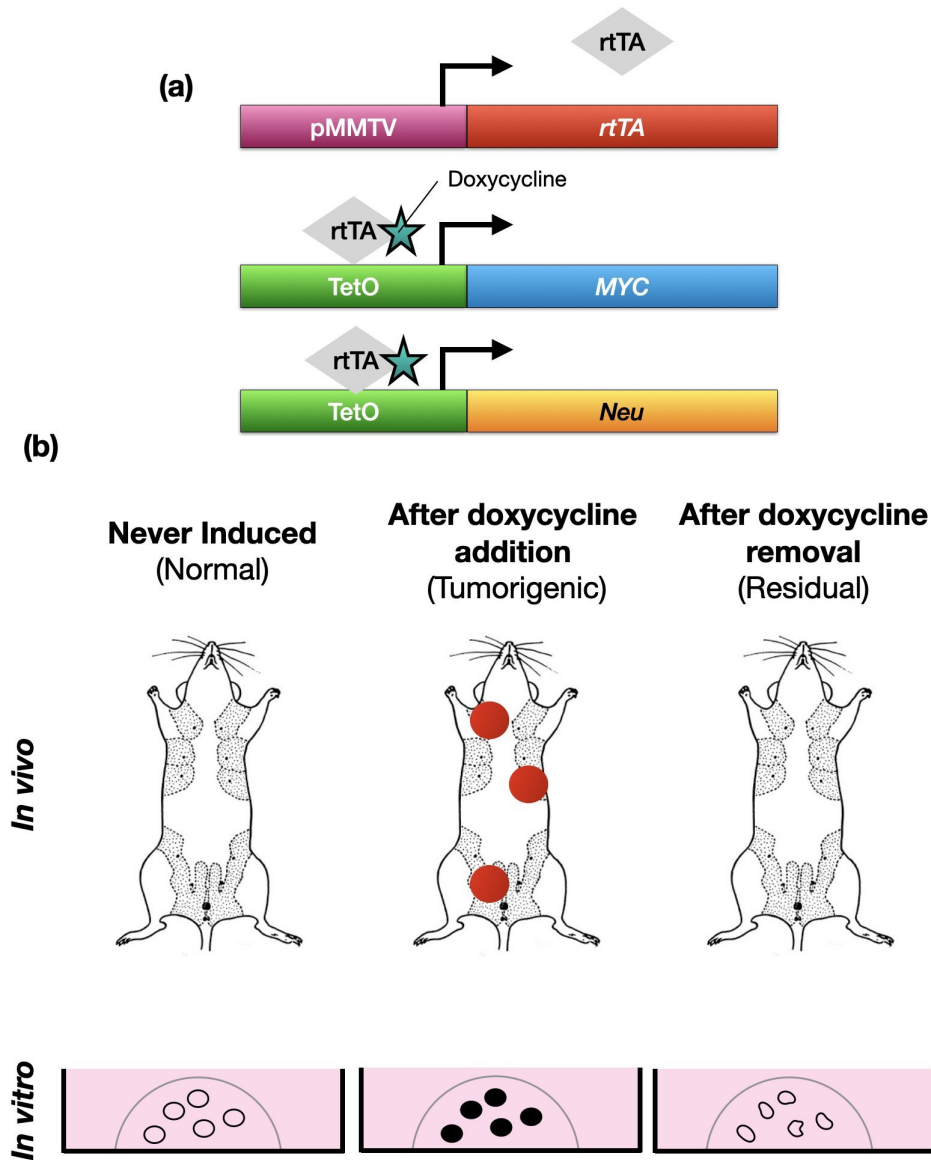 rtTA
(a)
pMMTV rtTA
Doxycycline
rtTA
TetO MYC
rtTA
TetO Neu
(b)
Never Induced
(Normal)
After doxycycline
addition
(Tumorigenic)
After doxycycline
removal
(Residual)
In vivo
In vitro